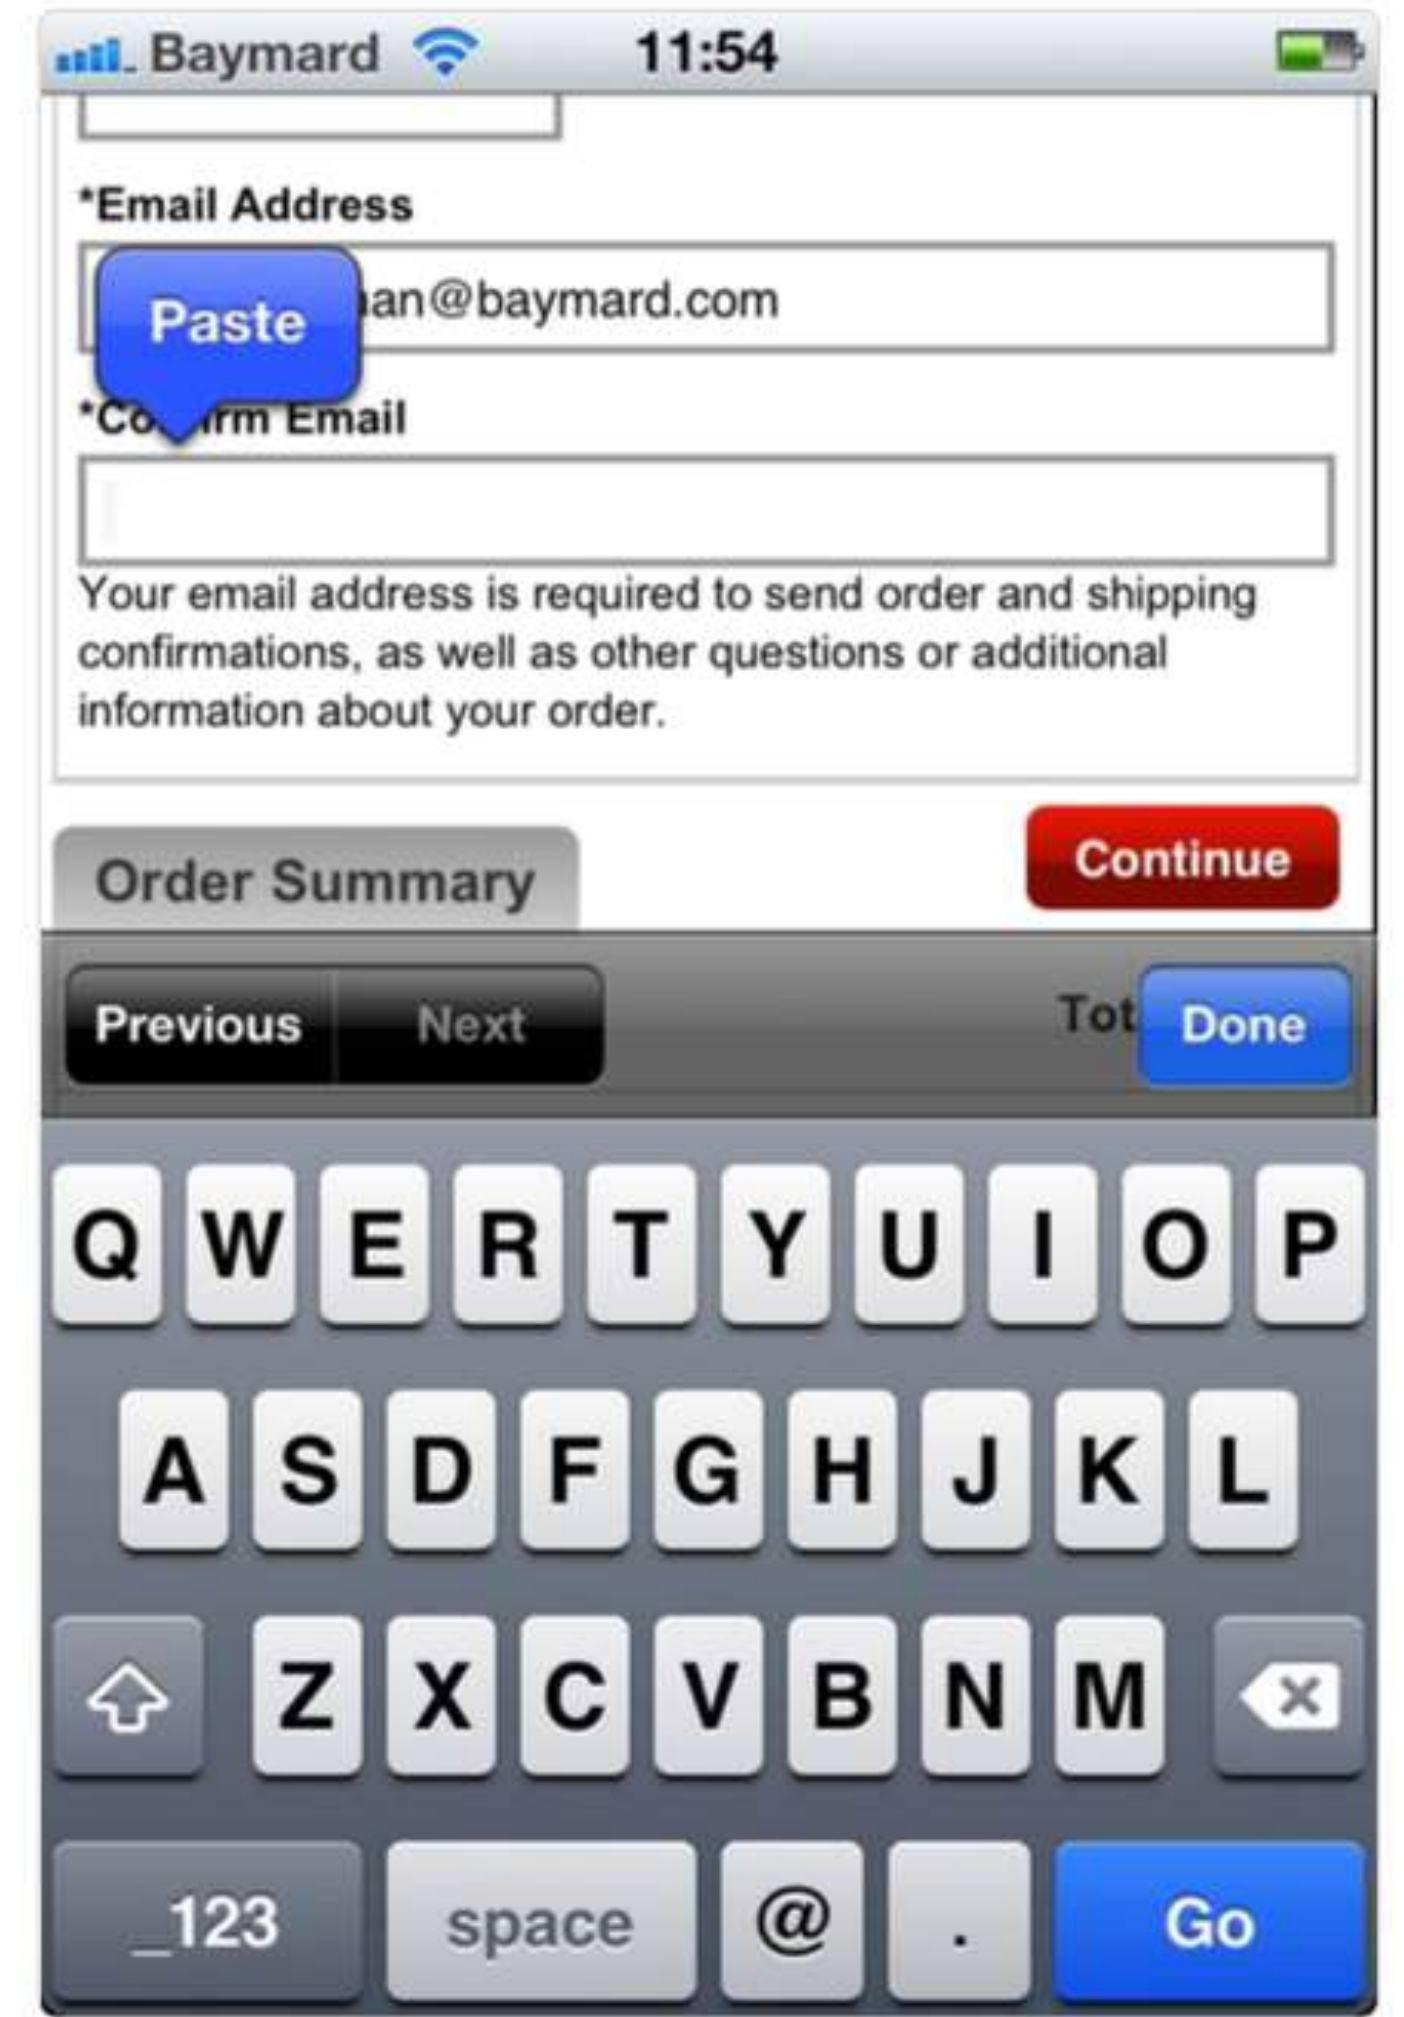 Baymard 11:54
*Email Address
an@baymard.com
Paste
Email
Your email address is required to send order and shipping
confirmations, as well as other questions or additional
information about your order.
Continue
Order Summary
Previous Next Tot Done
Q W E R T Y U I O P
A S D F G H J K L
Z X C V B N M
_123 space @ . Go